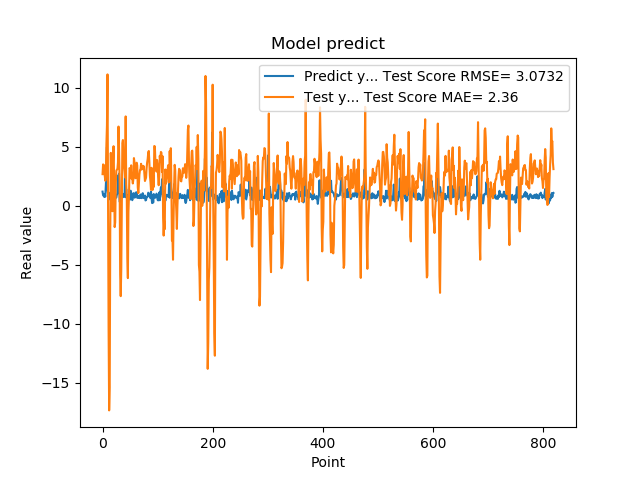 Model predict
Predict y... Test Score RMSE= 3.0732
Test y... Test Score MAE= 2.36
Real value
10
5
0
−5
−10
−15
0 200 400 600 800
Point